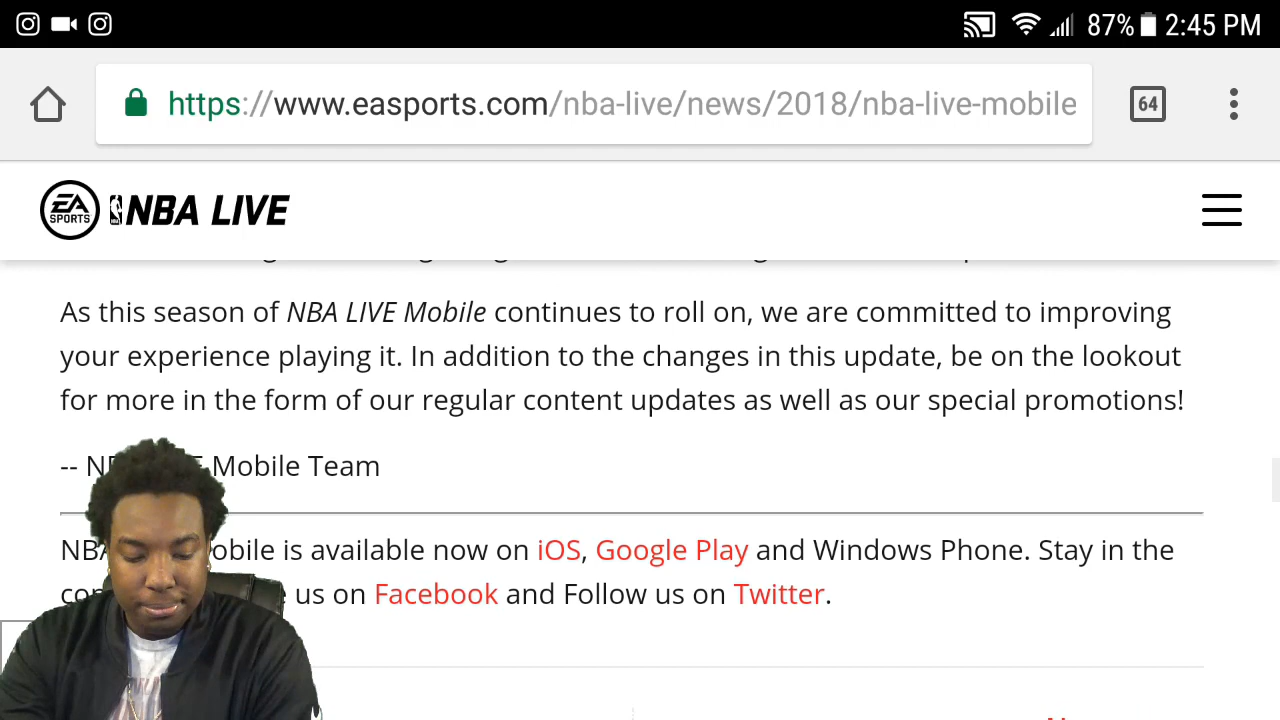 87% 2:45 PM
https://www.easports.com/nba-live/news/2018/nba-live-mobile
64
EA SPORTS NBA LIVE
As this season of NBA LIVE Mobile continues to roll on, we are committed to improving
your experience playing it. In addition to the changes in this update, be on the lookout
for more in the form of our regular content updates as well as our special promotions!
-- Mobile Team
is available now on iOS, Google Play and Windows Phone. Stay in the
us on Facebook and Follow us on Twitter.